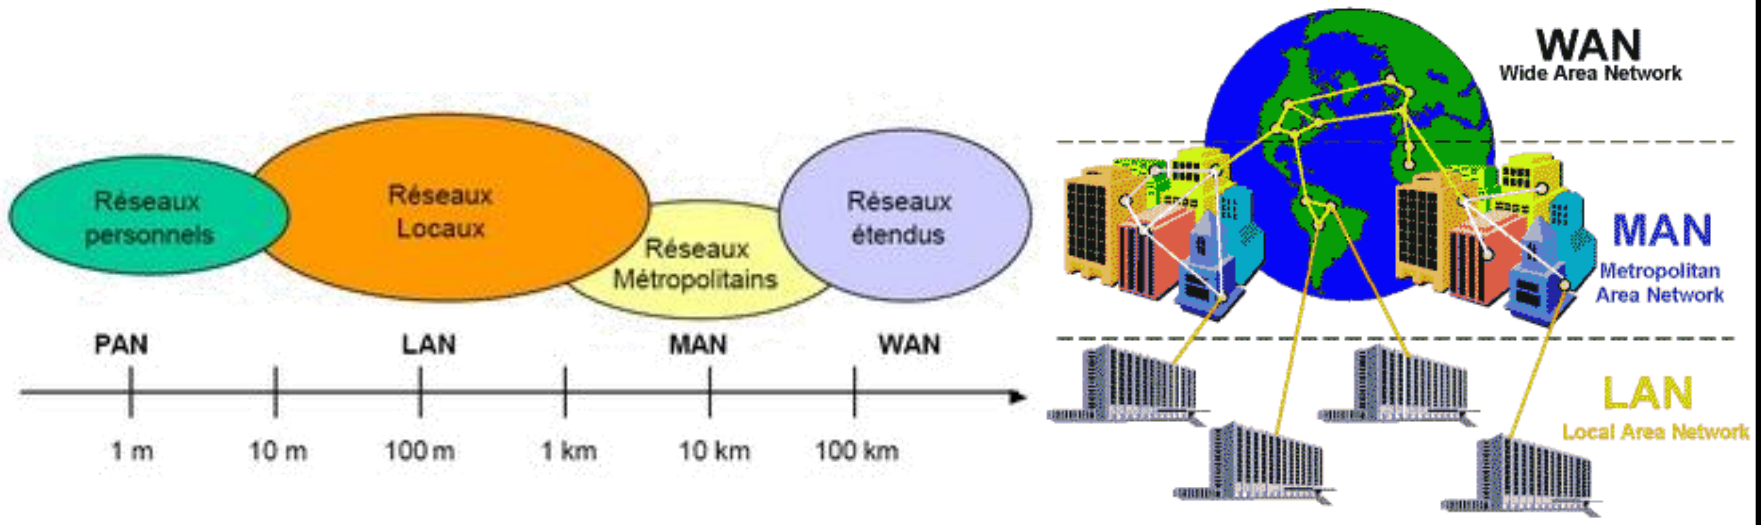 Réseaux
personnels
Réseaux
Locaux
Réseaux
Métropolitains
Réseaux
étendus
PAN
LAN
MAN
WAN
1 m
10 m
100 m
1 km
10 km
100 km
WAN
Wide Area Network
MAN
Metropolitan
Area Network
LAN
Local Area Network